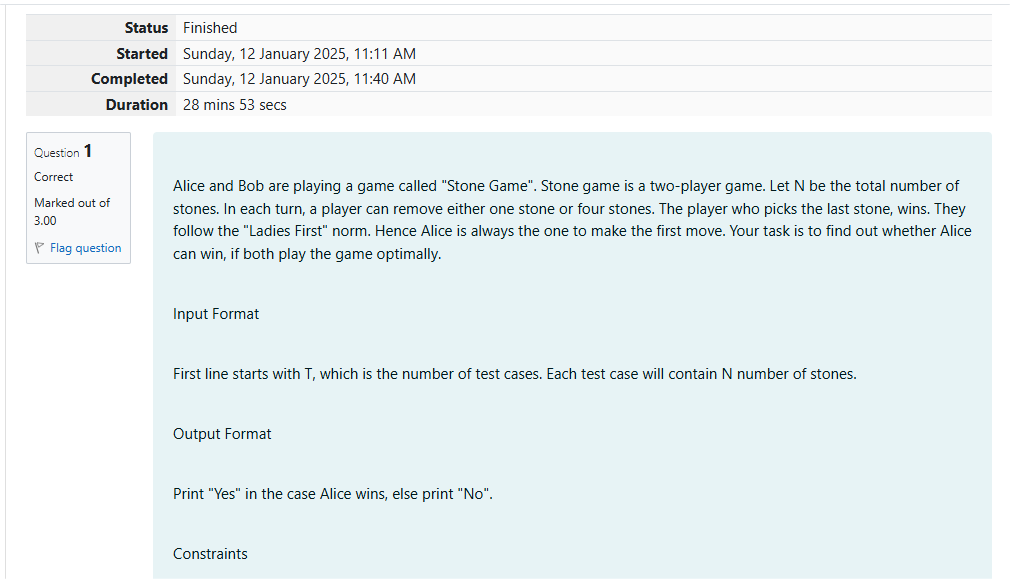 Status Finished
Started Sunday, 12 January 2025, 11:11 AM
Completed Sunday, 12 January 2025, 11:40 AM
Duration 28 mins 53 secs
Question 1
Correct
Marked out of
3.00
Flag question
Alice and Bob are playing a game called "Stone Game". Stone game is a two-player game. Let N be the total number of
stones. In each turn, a player can remove either one stone or four stones. The player who picks the last stone, wins. They
follow the "Ladies First" norm. Hence Alice is always the one to make the first move. Your task is to find out whether Alice
can win, if both play the game optimally.
Input Format
First line starts with T, which is the number of test cases. Each test case will contain N number of stones.
Output Format
Print "Yes" in the case Alice wins, else print "No".
Constraints